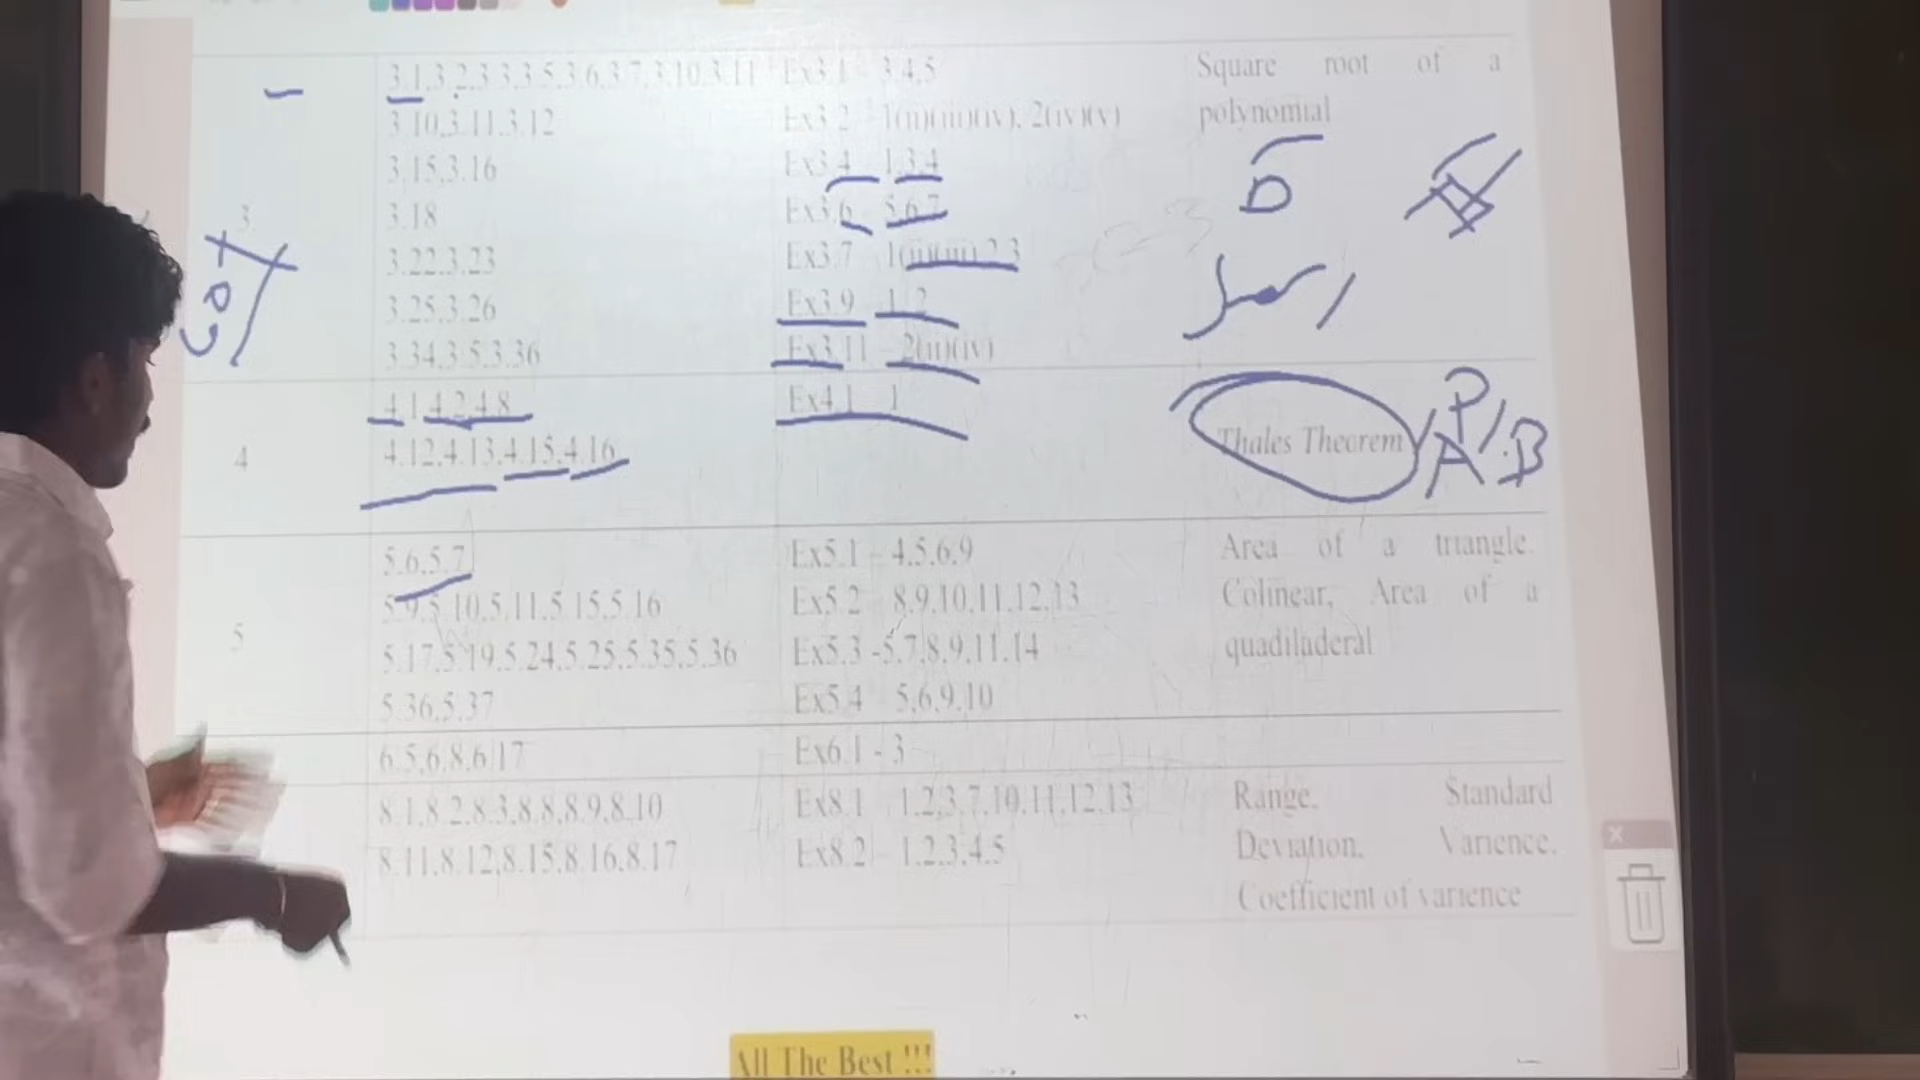 3.1,3.2,3.3,3.5,3.6,3.7,3.10,3.11 Ex3.1 - 3,4,5 Square root of a
3.10,3.11,3.12 Ex3.2 - 1(ii)(iii)(iv), 2(iv)(v) polynomial
3.15,3.16 Ex3.4 - 1,3,4
3 3.18 Ex3.6 - 5,6,7
3.22,3.23 Ex3.7 - 2,3
3.25,3.26 Ex3.9 - 1,2
3.34,3.5,3.36 Ex3.11 - 2(ii)(iv)
4.1,4.2,4.8 Ex4.1 - 1
4 4.12,4.13,4.15,4.16 Thales Theorem
P
A B
5.6,5.7 Ex5.1 - 4,5,6,9 Area of a triangle.
5.9,5.10,5.11,5.15,5.16 Ex5.2 - 8,9,10,11,12,13 Colinear, Area of a
5 5.17,5.19,5.24,5.25,5.35,5.36 Ex5.3 -5,7,8,9,11,14 quadiladeral
5.36,5.37 Ex5.4 - 5,6,9,10
6.5,6.8,6.17 Ex6.1 - 3
8.1,8.2,8.3,8.8,8.9,8.10 Ex8.1 - 1,2,3,7,10,11,12,13 Range, Standard
8.11,8.12,8.15,8.16,8.17 Ex8.2 - 1,2,3,4,5 Deviation, Varience,
Coefficient of varience
All The Best !!!